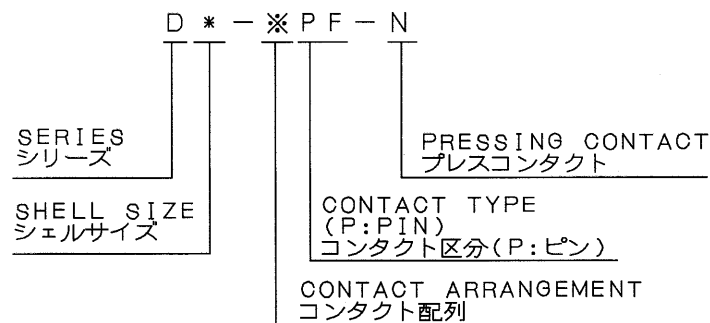 D * - ※ P F - N
SERIES
シリーズ
PRESSING CONTACT
プレスコンタクト
SHELL SIZE
シェルサイズ
CONTACT TYPE
(P:PIN)
コンタクト区分(P:ピン)
CONTACT ARRANGEMENT
コンタクト配列